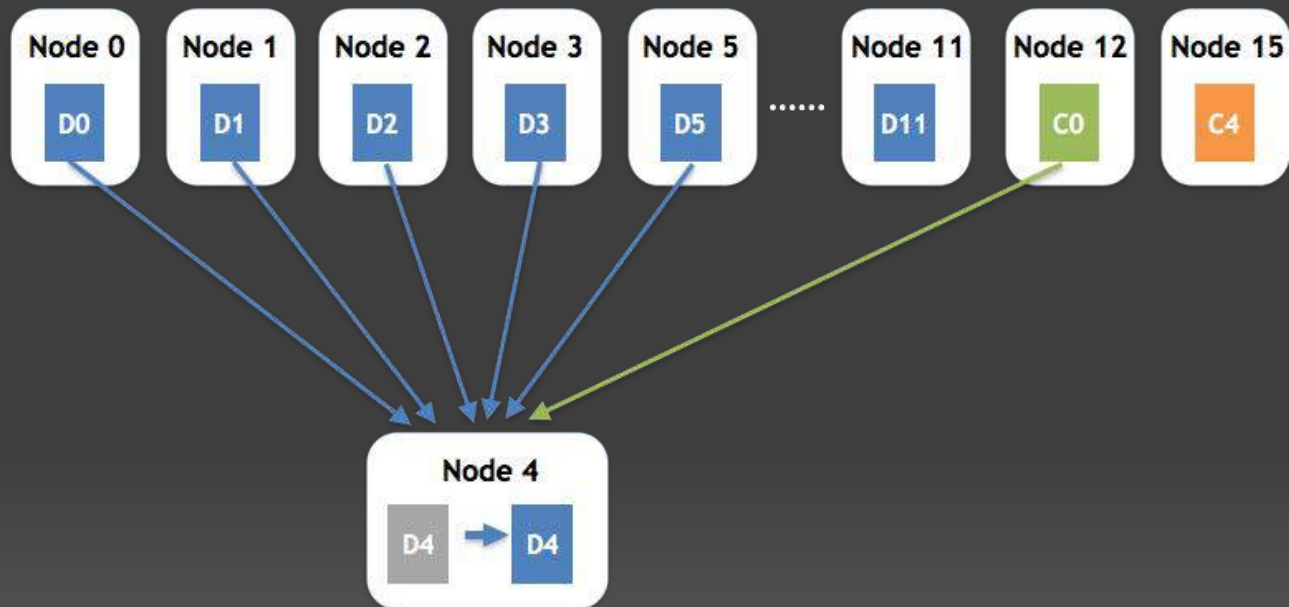 Node 0
D0
Node 1
D1
Node 2
D2
Node 3
D3
Node 5
D5
......
Node 11
D11
Node 12
C0
Node 15
C4
Node 4
D4
D4